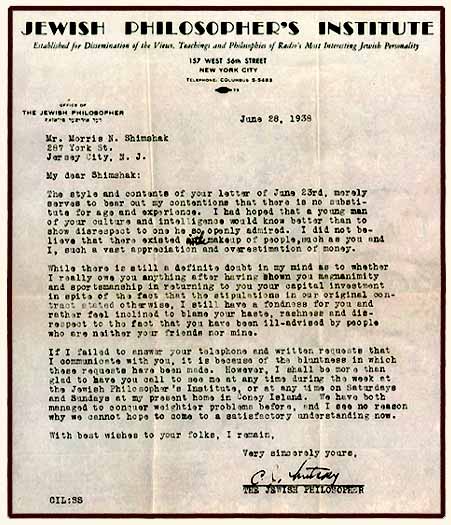 JEWISH PHILOSOPHER'S INSTITUTE
Established for Dissemination of the Views, Teachings and Philosophies of Radio's Most Interesting Jewish Personality
157 WEST 56th STREET
NEW YORK CITY
TELEPHONE, COLUMBUS 5-5483
OFFICE OF
THE JEWISH PHILOSOPHER
דער אידישער
June 28, 1938
Mr. Morris N. Shimshak
287 York St.
Jersey City, N. J.
My dear Shimshak:
The style and contents of your letter of June 23rd, merely
serves to bear out my contentions that there is no substi-
tute for age and experience. I had hoped that a young man
of your culture and intelligence would know better than to
show disrespect to one he so openly admired. I did not be-
lieve that there existed makeup of people, such as you and
I, such a vast appreciation and overestimation of money.
While there is still a definite doubt in my mind as to whether
I really owe you anything after having shown you magnanimity
and sportsmanship in returning to you your capital investment
in spite of the fact that the stipulations in our original con-
tract stated otherwise, I still have a fondness for you and
rather feel inclined to blame your haste, rashness and dis-
respect to the fact that you have been ill-advised by people
who are neither your friends nor mine.
If I failed to answer your telephone and written requests that
I communicate with you, it is because of the bluntness in which
these requests have been made. However, I shall be more than
glad to have you call to see me at any time during the week at
the Jewish Philosopher's Institute, or at any time on Saturdays
and Sundays at my present home in Coney Island. We have both
managed to conquer weightier problems before, and I see no reason
why we cannot hope to come to a satisfactory understanding now.
With best wishes to your folks, I remain,
Very sincerely yours,
THE JEWISH PHILOSOPHER
CIL:SS